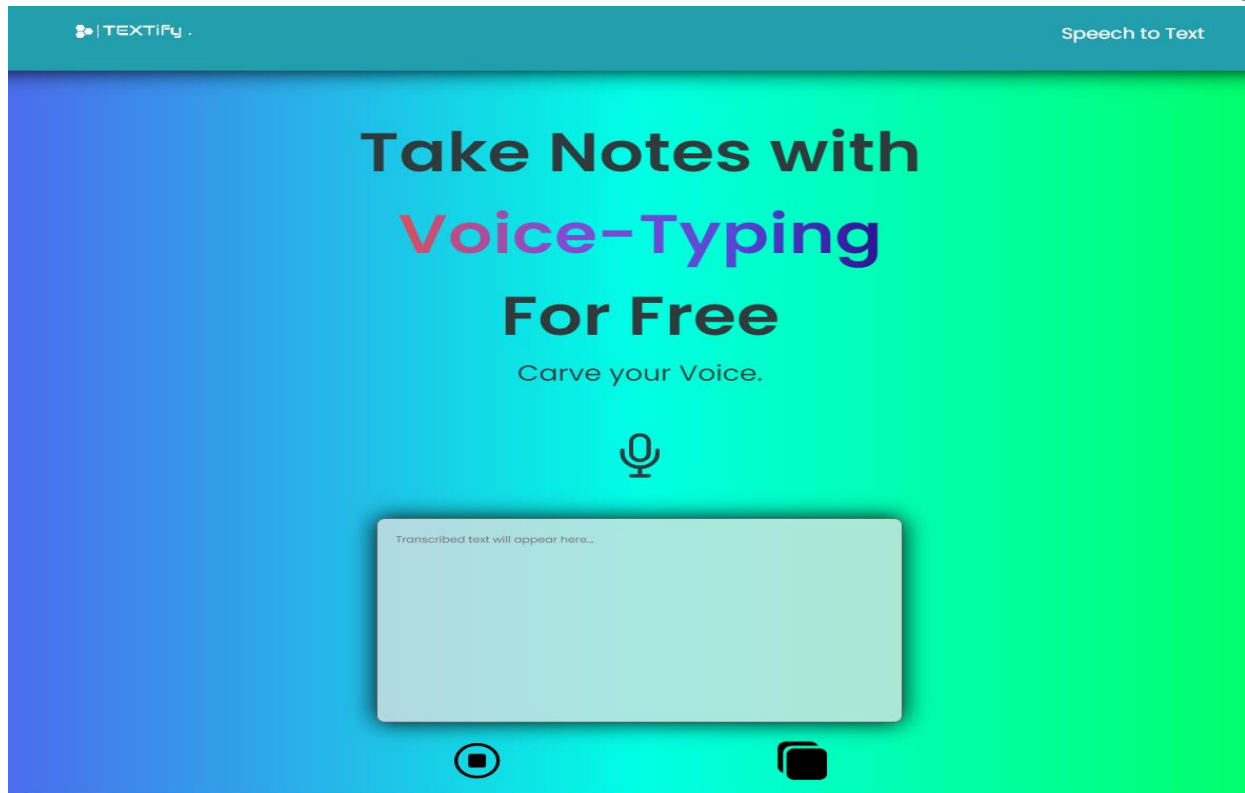 TEXTiFy .
Speech to Text
Take Notes with
Voice-Typing
For Free
Carve your Voice.
Transcribed text will appear here...